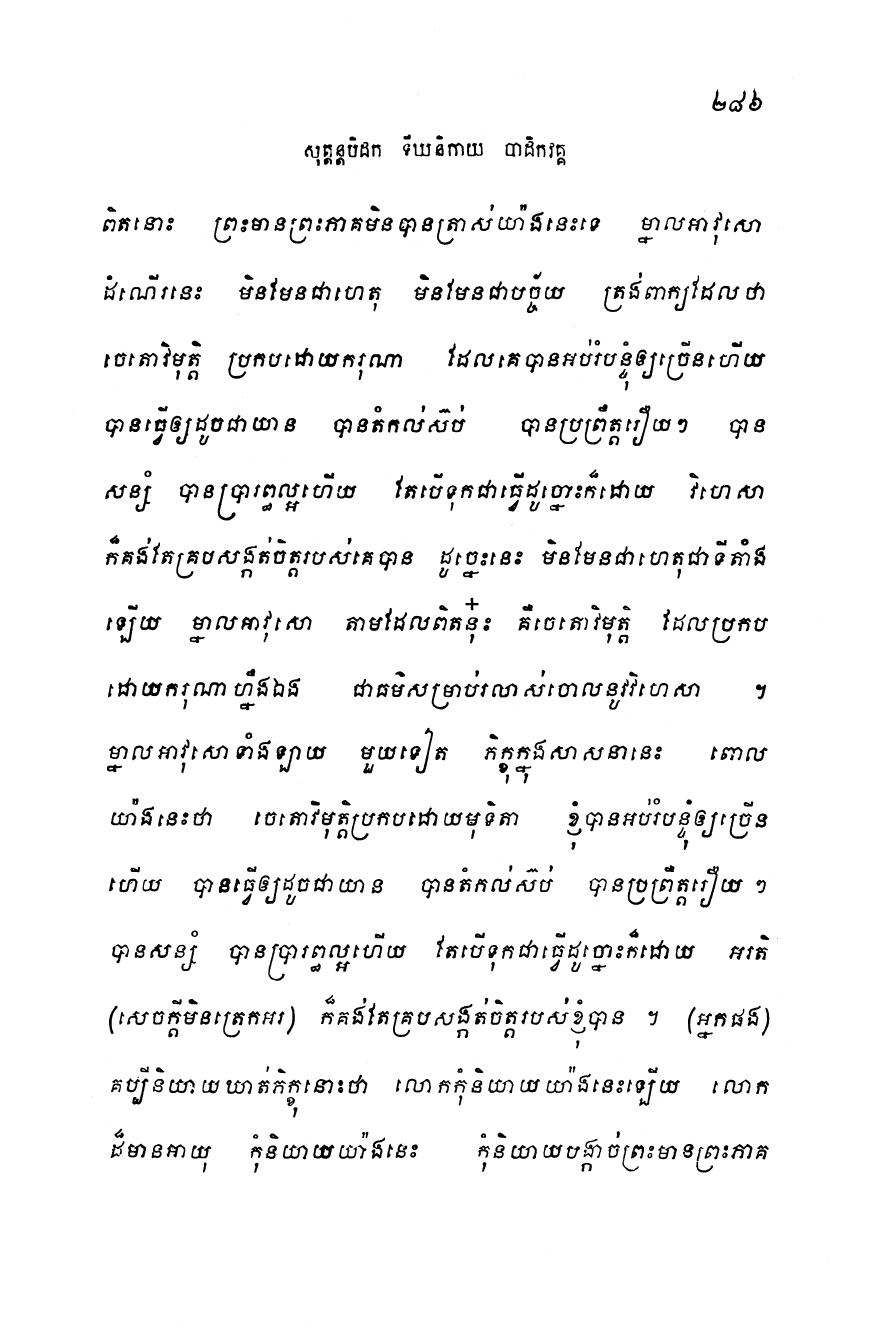 ២៨៦
សុត្តន្តបិដក ទីឃនិកាយ បាដិកវគ្គ
ពិតនោះ ព្រះមានព្រះភាគមិនបានត្រាស់យ៉ាងនេះទេ ម្នាលអាវុសោ
ដំណើរនេះ មិនមែនជាហេតុ មិនមែនជាបច្ច័យ ត្រង់ពាក្យដែលថា
ចេតោវិមុត្តិ ប្រកបដោយករុណា ដែលគេបានអប់រំបន្ទុំឲ្យច្រើនហើយ
បានធ្វើឲ្យដូចជាយាន បានតំកល់ស៊ប់ បានប្រព្រឹត្តរឿយៗ បាន
សន្សំ បានប្រារព្ធល្អហើយ តែបើទុកជាធ្វើដូច្នោះក៏ដោយ វិហេសា
ក៏គង់តែគ្របសង្កត់ចិត្តរបស់គេបាន ដូច្នេះនេះ មិនមែនជាហេតុជាទីតាំង
ឡើយ ម្នាលអាវុសោ តាមដែលពិតនុ៎ះ គឺចេតោវិមុត្តិ ដែលប្រកប
ដោយករុណាហ្នឹងឯង ជាគមិសម្រាប់រលាស់ចោលនូវវិហេសា ។
ម្នាលអាវុសោទាំងឡាយ មួយទៀត ភិក្ខុក្នុងសាសនានេះ ពោល
យ៉ាងនេះថា ចេតោវិមុត្តិប្រកបដោយមុទិតា ខ្ញុំបានអប់រំបន្ទុំឲ្យច្រើន
ហើយ បានធ្វើឲ្យដូចជាយាន បានតំកល់ស៊ប់ បានប្រព្រឹត្តរឿយៗ
បានសន្សំ បានប្រារព្ធល្អហើយ តែបើទុកជាធ្វើដូច្នោះក៏ដោយ អរតិ
(សេចក្តីមិនត្រេកអរ) ក៏គង់តែគ្របសង្កត់ចិត្តរបស់ខ្ញុំបាន ។ (អ្នកផង)
គប្បីនិយាយឃាត់ភិក្ខុនោះថា លោកកុំនិយាយយ៉ាងនេះឡើយ លោក
ដ៏មានអាយុ កុំនិយាយយ៉ាងនេះ កុំនិយាយបង្កាច់ព្រះមានព្រះភាគ